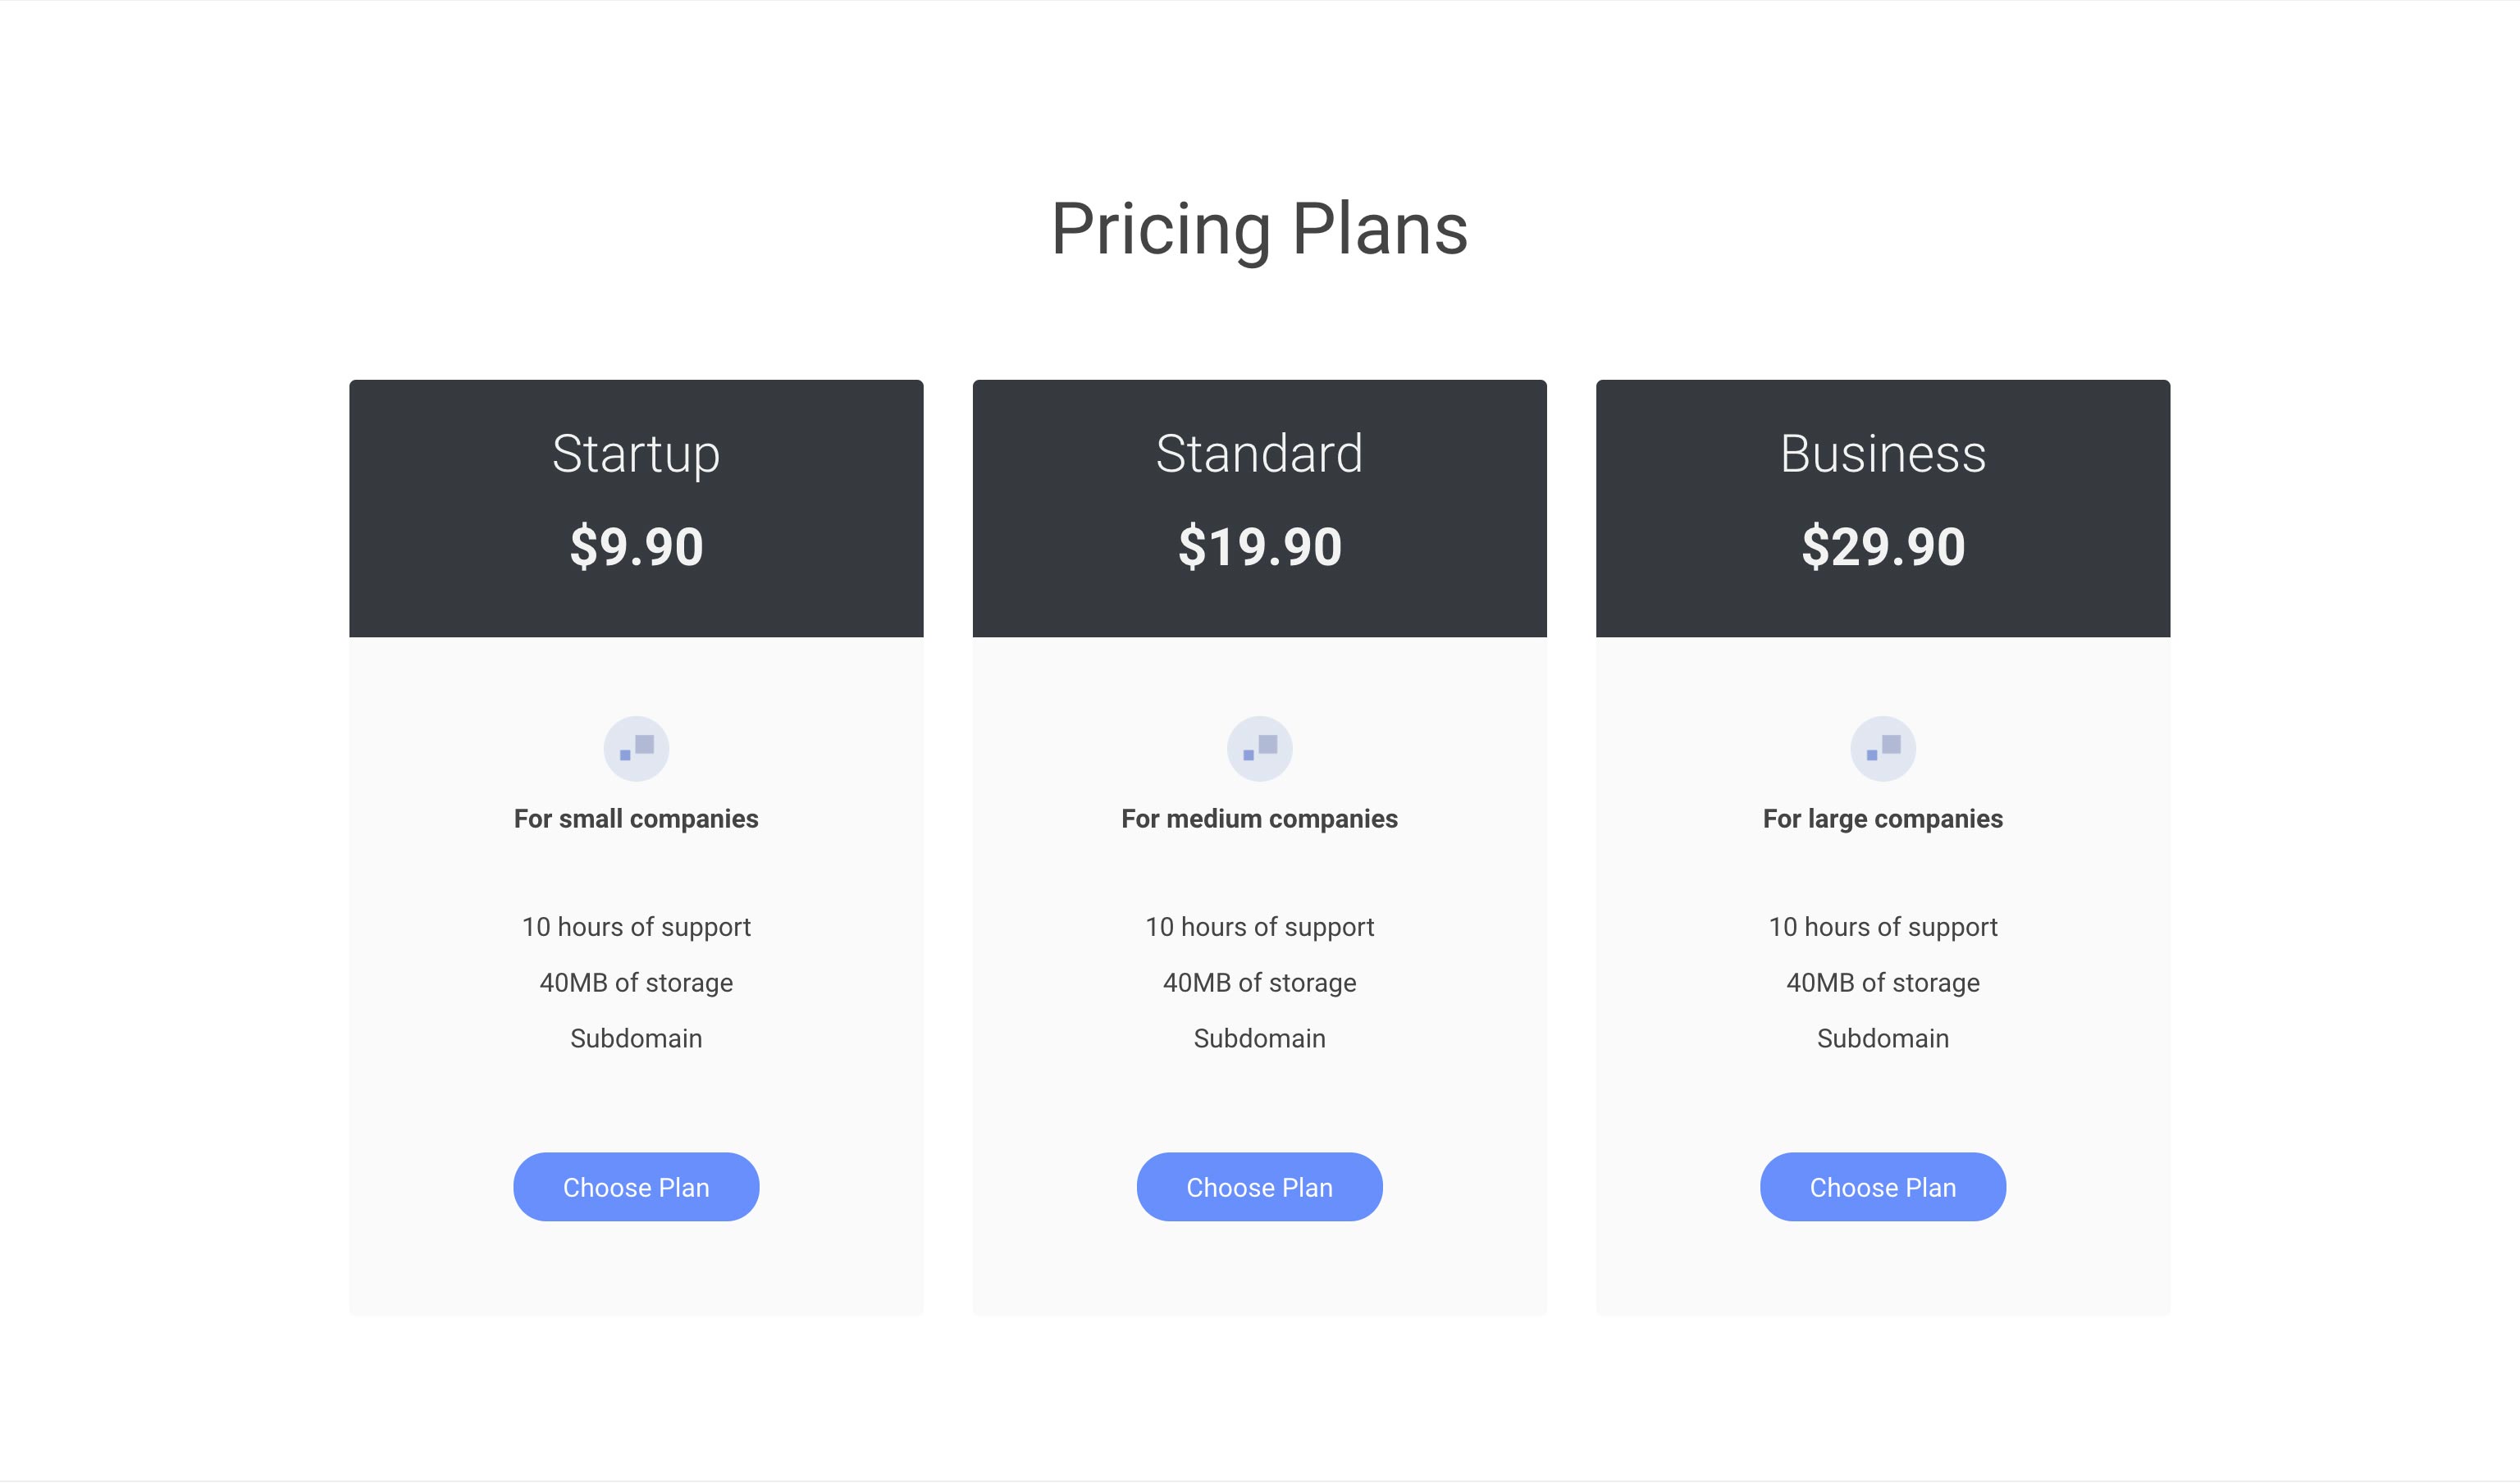 Pricing Plans
Startup
$9.90
For small companies
10 hours of support
40MB of storage
Subdomain
Choose Plan
Standard
$19.90
For medium companies
10 hours of support
40MB of storage
Subdomain
Choose Plan
Business
$29.90
For large companies
10 hours of support
40MB of storage
Subdomain
Choose Plan